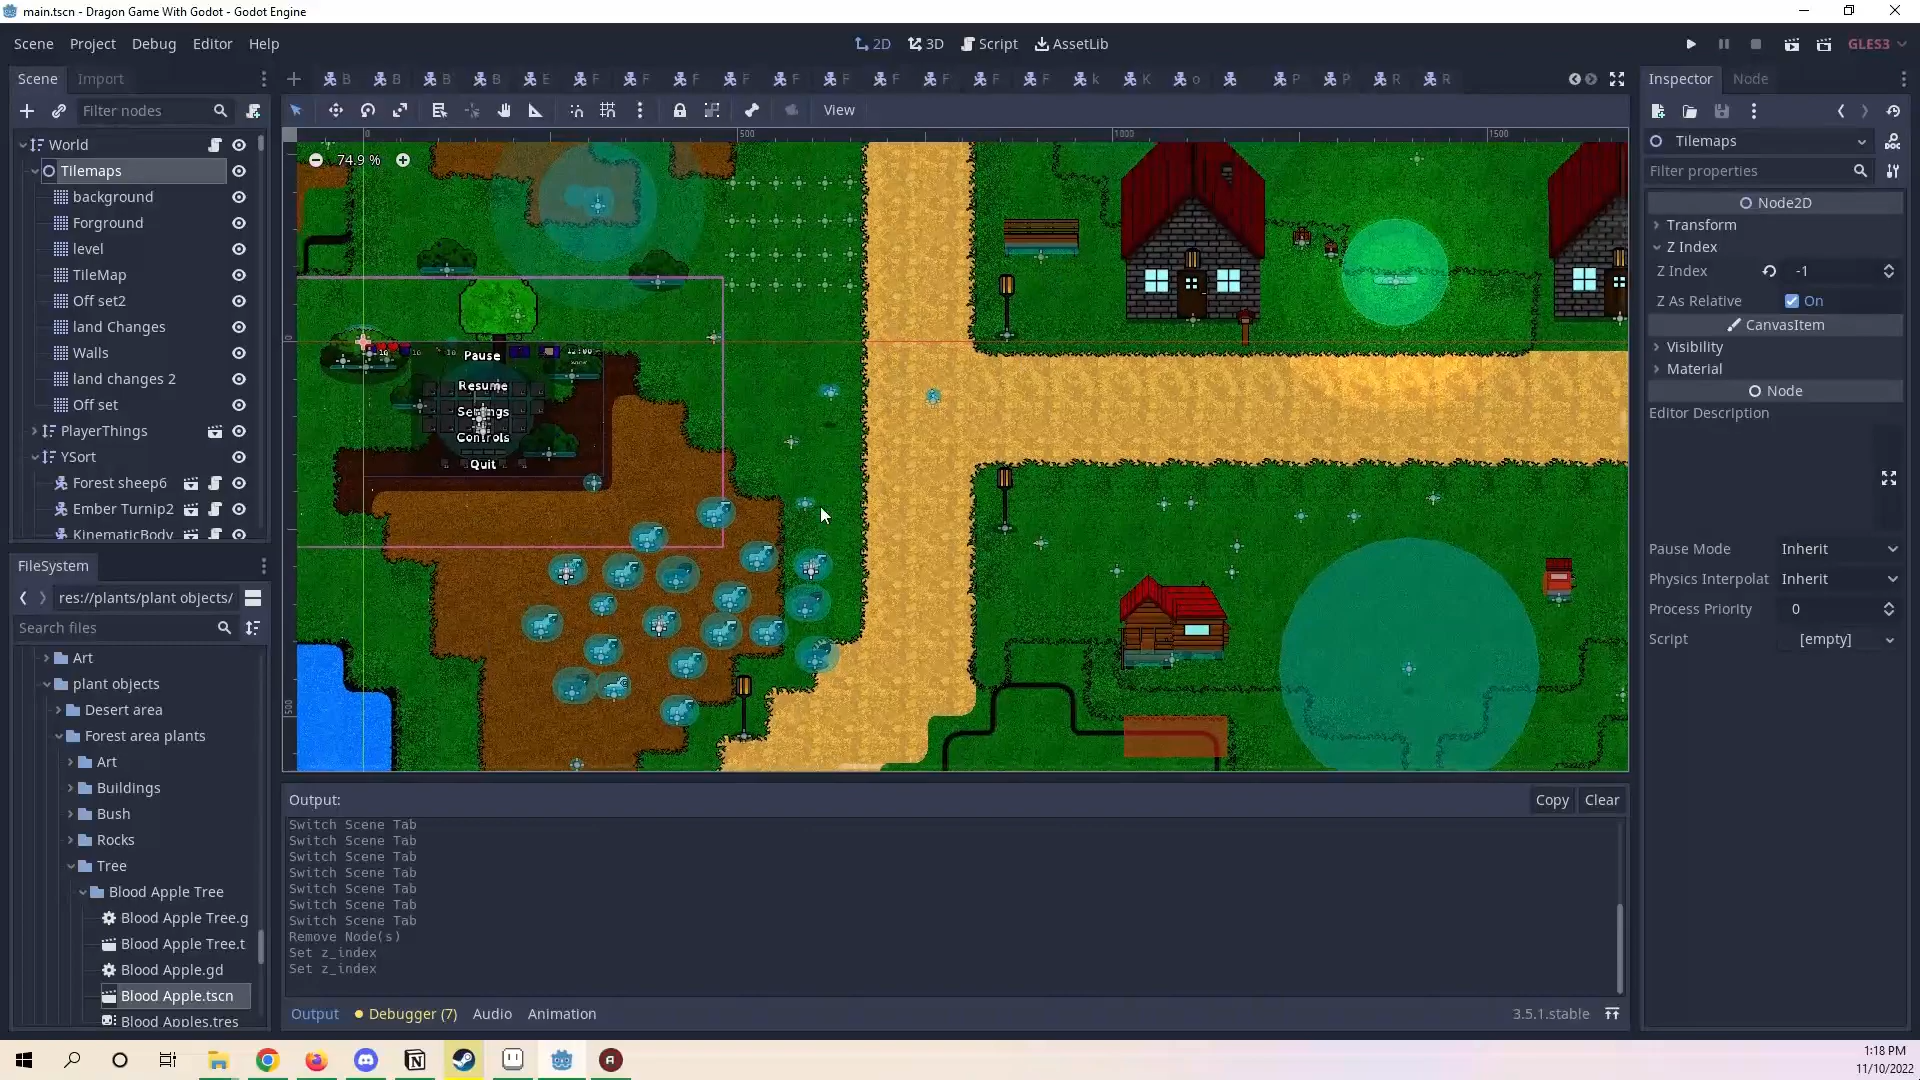 main.tscn - Dragon Game With Godot - Godot Engine
Scene Project Debug Editor Help
2D 3D Script AssetLib
GLES3
Scene Import
B B B B E F F F F F F F F F F k K o P P R R
Inspector Node
Filter nodes
View
World
Tilemaps
background
Forground
level
TileMap
Off set2
land Changes
Walls
land changes 2
Off set
PlayerThings
YSort
Forest sheep6
Ember Turnip2
KinematicBody
0 500 1000 1500
74.9 %
0
500
Pause
Resume
Settings
Controls
Quit
Tilemaps
Filter properties
Node2D
Transform
Z Index
Z Index -1
Z As Relative On
CanvasItem
Visibility
Material
Node
Editor Description
Pause Mode Inherit
Physics Interpolat Inherit
Process Priority 0
Script [empty]
FileSystem
res://plants/plant objects/
Search files
Art
plant objects
Desert area
Forest area plants
Art
Buildings
Bush
Rocks
Tree
Blood Apple Tree
Blood Apple Tree.g
Blood Apple Tree.t
Blood Apple.gd
Blood Apple.tscn
Blood Apples.tres
Output: Copy Clear
Switch Scene Tab
Switch Scene Tab
Switch Scene Tab
Switch Scene Tab
Switch Scene Tab
Switch Scene Tab
Switch Scene Tab
Remove Node(s)
Set z_index
Set z_index
Output Debugger (7) Audio Animation 3.5.1.stable
1:18 PM
11/10/2022